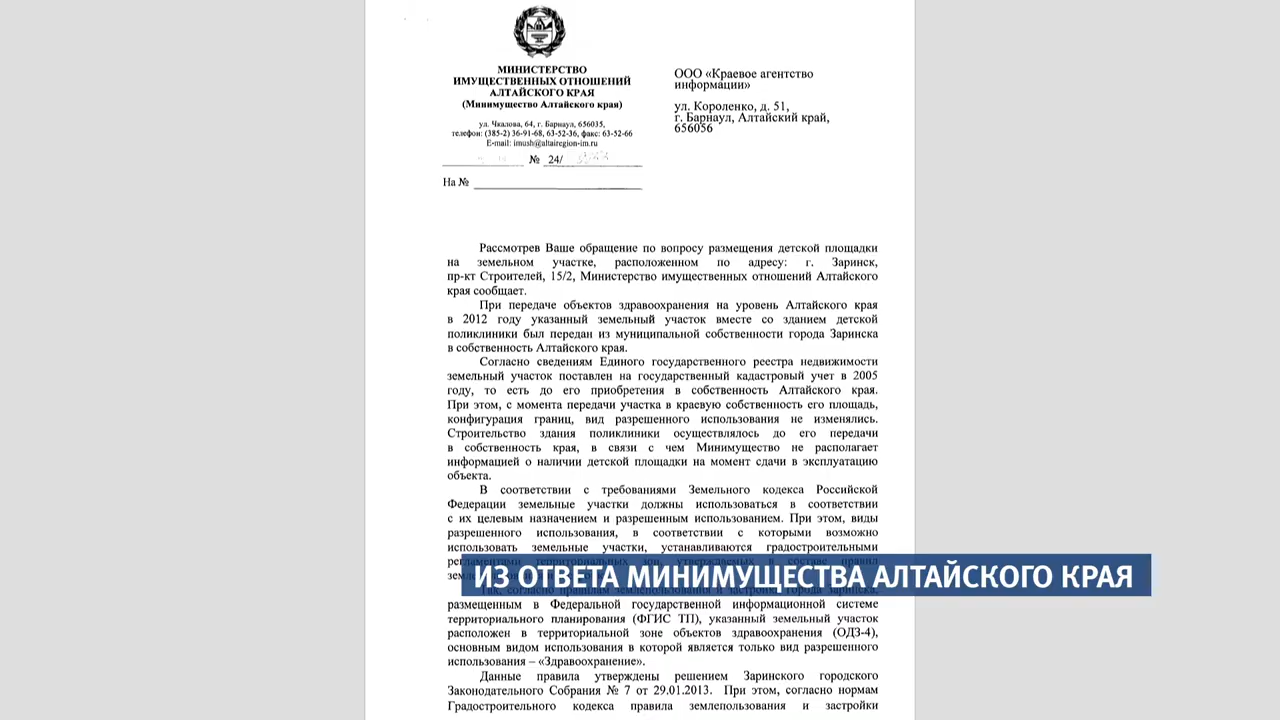 МИНИСТЕРСТВО
ИМУЩЕСТВЕННЫХ ОТНОШЕНИЙ
АЛТАЙСКОГО КРАЯ
(Минимущество Алтайского края)
ул. Чкалова, 64, г. Барнаул, 656035,
телефон: (385-2) 36-91-68, 63-52-36, факс: 63-52-66
E-mail: imush@altairegion-im.ru
№ 24/
На №
ООО «Краевое агентство
информации»
ул. Короленко, д. 51,
г. Барнаул, Алтайский край,
656056
Рассмотрев Ваше обращение по вопросу размещения детской площадки
на земельном участке, расположенном по адресу: г. Заринск,
пр-кт Строителей, 15/2, Министерство имущественных отношений Алтайского
края сообщает.
При передаче объектов здравоохранения на уровень Алтайского края
в 2012 году указанный земельный участок вместе со зданием детской
поликлиники был передан из муниципальной собственности города Заринска
в собственность Алтайского края.
Согласно сведениям Единого государственного реестра недвижимости
земельный участок поставлен на государственный кадастровый учет в 2005
году, то есть до его приобретения в собственность Алтайского края.
При этом, с момента передачи участка в краевую собственность его площадь,
конфигурация границ, вид разрешенного использования не изменялись.
Строительство здания поликлиники осуществлялось до его передачи
в собственность края, в связи с чем Минимущество не располагает
информацией о наличии детской площадки на момент сдачи в эксплуатацию
объекта.
В соответствии с требованиями Земельного кодекса Российской
Федерации земельные участки должны использоваться в соответствии
с их целевым назначением и разрешенным использованием. При этом, виды
разрешенного использования, в соответствии с которыми возможно
использовать земельные участки, устанавливаются градостроительными
ИЗ ОТВЕТА МИНИМУЩЕСТВА АЛТАЙСКОГО КРАЯ
размещенным в Федеральной государственной информационной системе
территориального планирования (ФГИС ТП), указанный земельный участок
расположен в территориальной зоне объектов здравоохранения (ОДЗ-4),
основным видом использования в которой является только вид разрешенного
использования – «Здравоохранение».
Данные правила утверждены решением Заринского городского
Законодательного Собрания № 7 от 29.01.2013. При этом, согласно нормам
Градостроительного кодекса правила землепользования и застройки